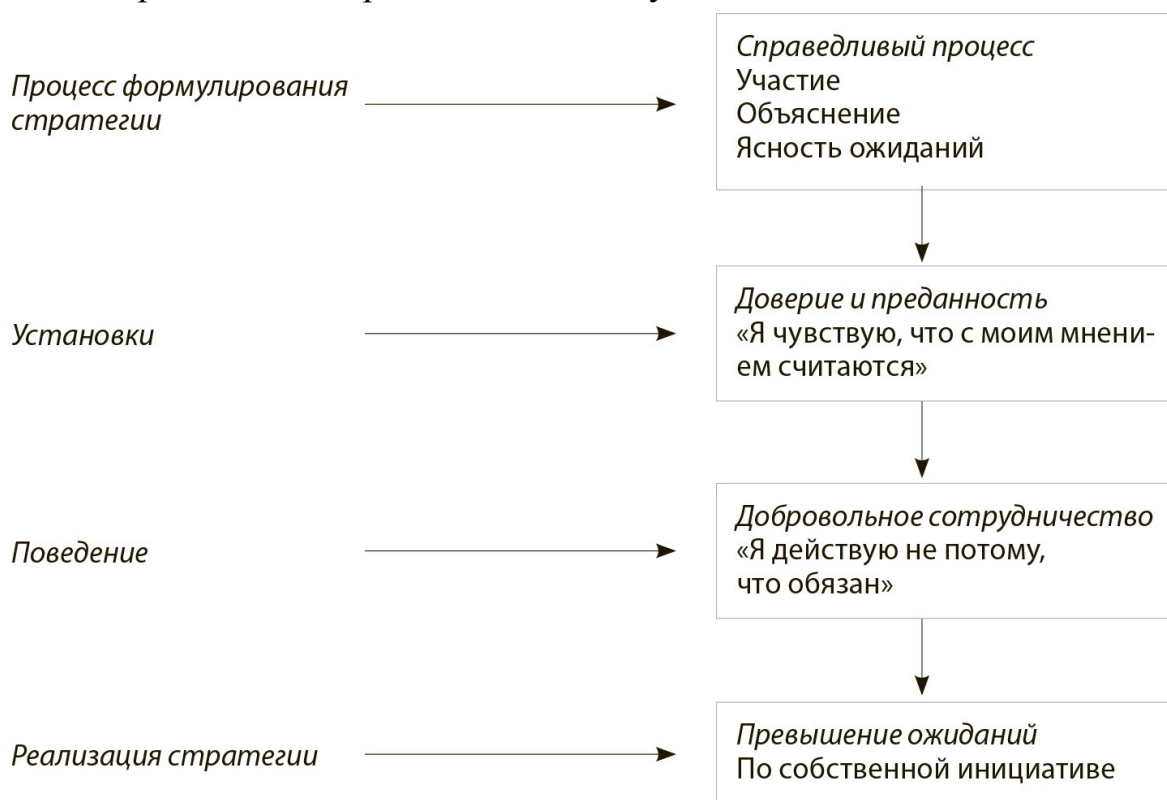 Справедливый процесс
Участие
Объяснение
Ясность ожиданий
Процесс формулирования
стратегии
Доверие и преданность
«Я чувствую, что с моим мнени-
ем считаются»
Установки
Добровольное сотрудничество
«Я действую не потому,
что обязан»
Поведение
Превышение ожиданий
По собственной инициативе
Реализация стратегии